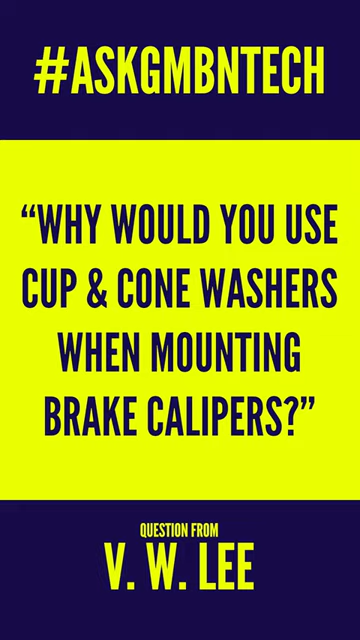 #ASKGMBNTECH
“WHY WOULD YOU USE
CUP & CONE WASHERS
WHEN MOUNTING
BRAKE CALIPERS?”
QUESTION FROM
V. W. LEE